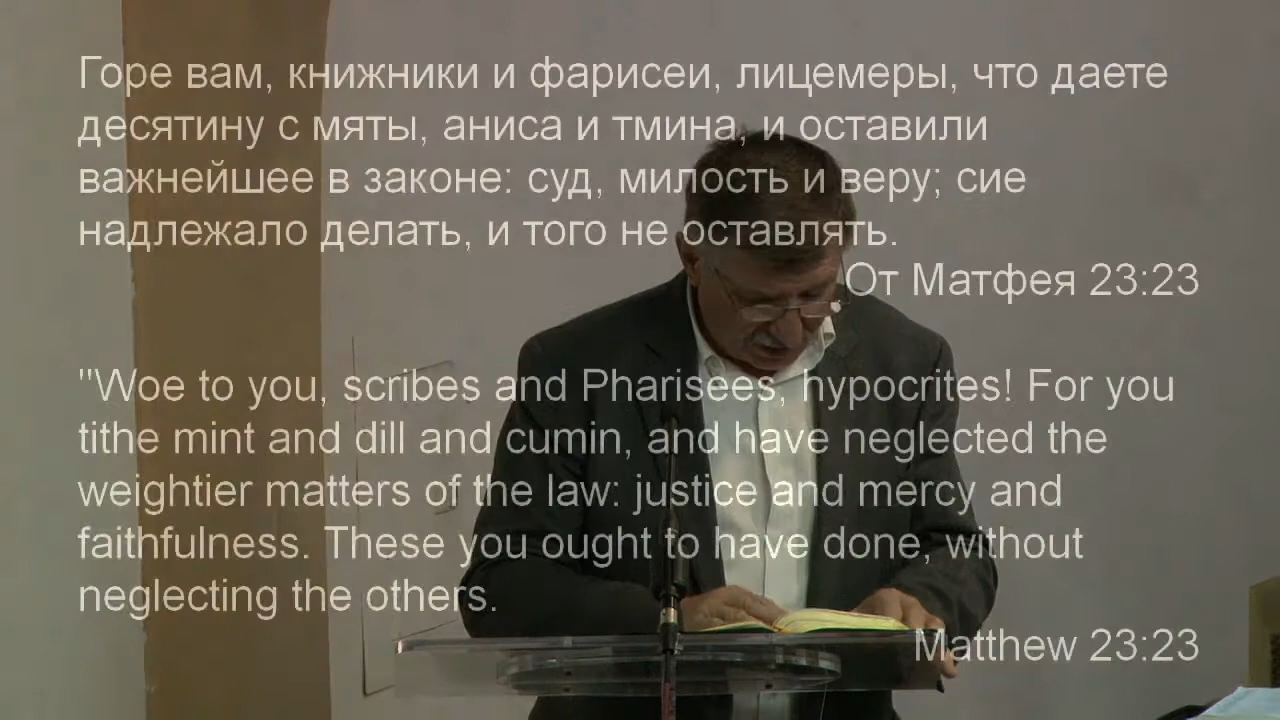 Горе вам, книжники и фарисеи, лицемеры, что даете
десятину с мяты, аниса и тмина, и оставили
важнейшее в законе: суд, милость и веру; сие
надлежало делать, и того не оставлять.
От Матфея 23:23
"Woe to you, scribes and Pharisees, hypocrites! For you
tithe mint and dill and cumin, and have neglected the
weightier matters of the law: justice and mercy and
faithfulness. These you ought to have done, without
neglecting the others.
Matthew 23:23